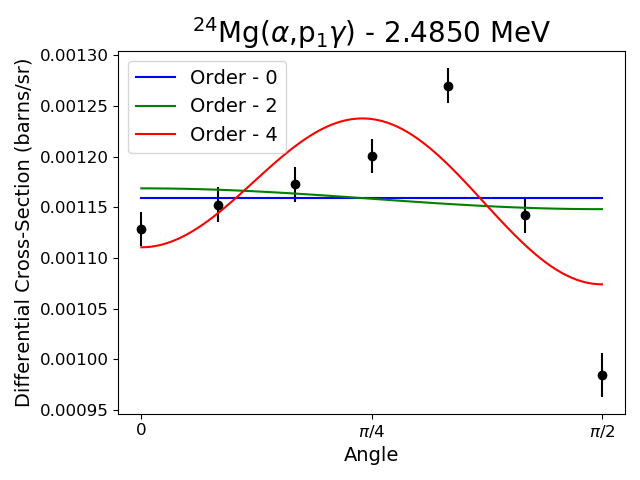 ²⁴Mg(α,p₁γ) - 2.4850 MeV
Differential Cross-Section (barns/sr)
0.00130
0.00125
0.00120
0.00115
0.00110
0.00105
0.00100
0.00095
Order - 0
Order - 2
Order - 4
0
π/4
π/2
Angle